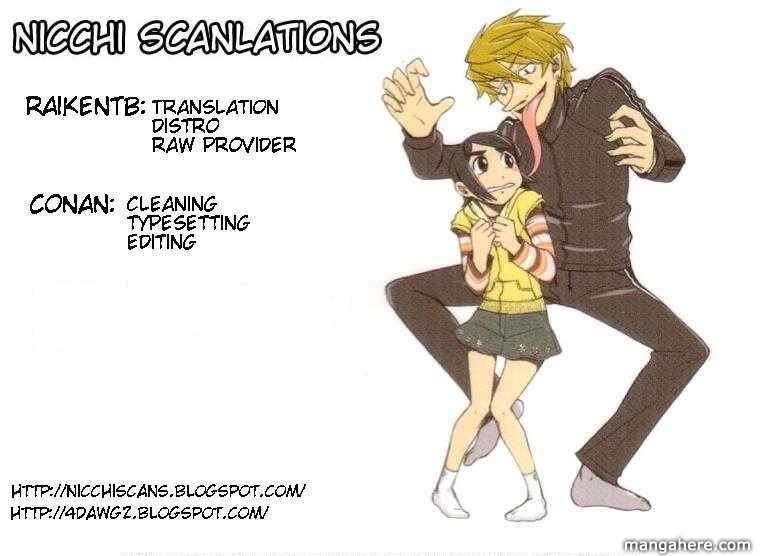 NICCHI SCANLATIONS
RAIKENTB: TRANSLATION
DISTRO
RAW PROVIDER
CONAN: CLEANING
TYPESETTING
EDITING
HTTP://NICCHISCANS.BLOGSPOT.COM/
HTTP://4DAWGZ.BLOGSPOT.COM/
mangahere.com